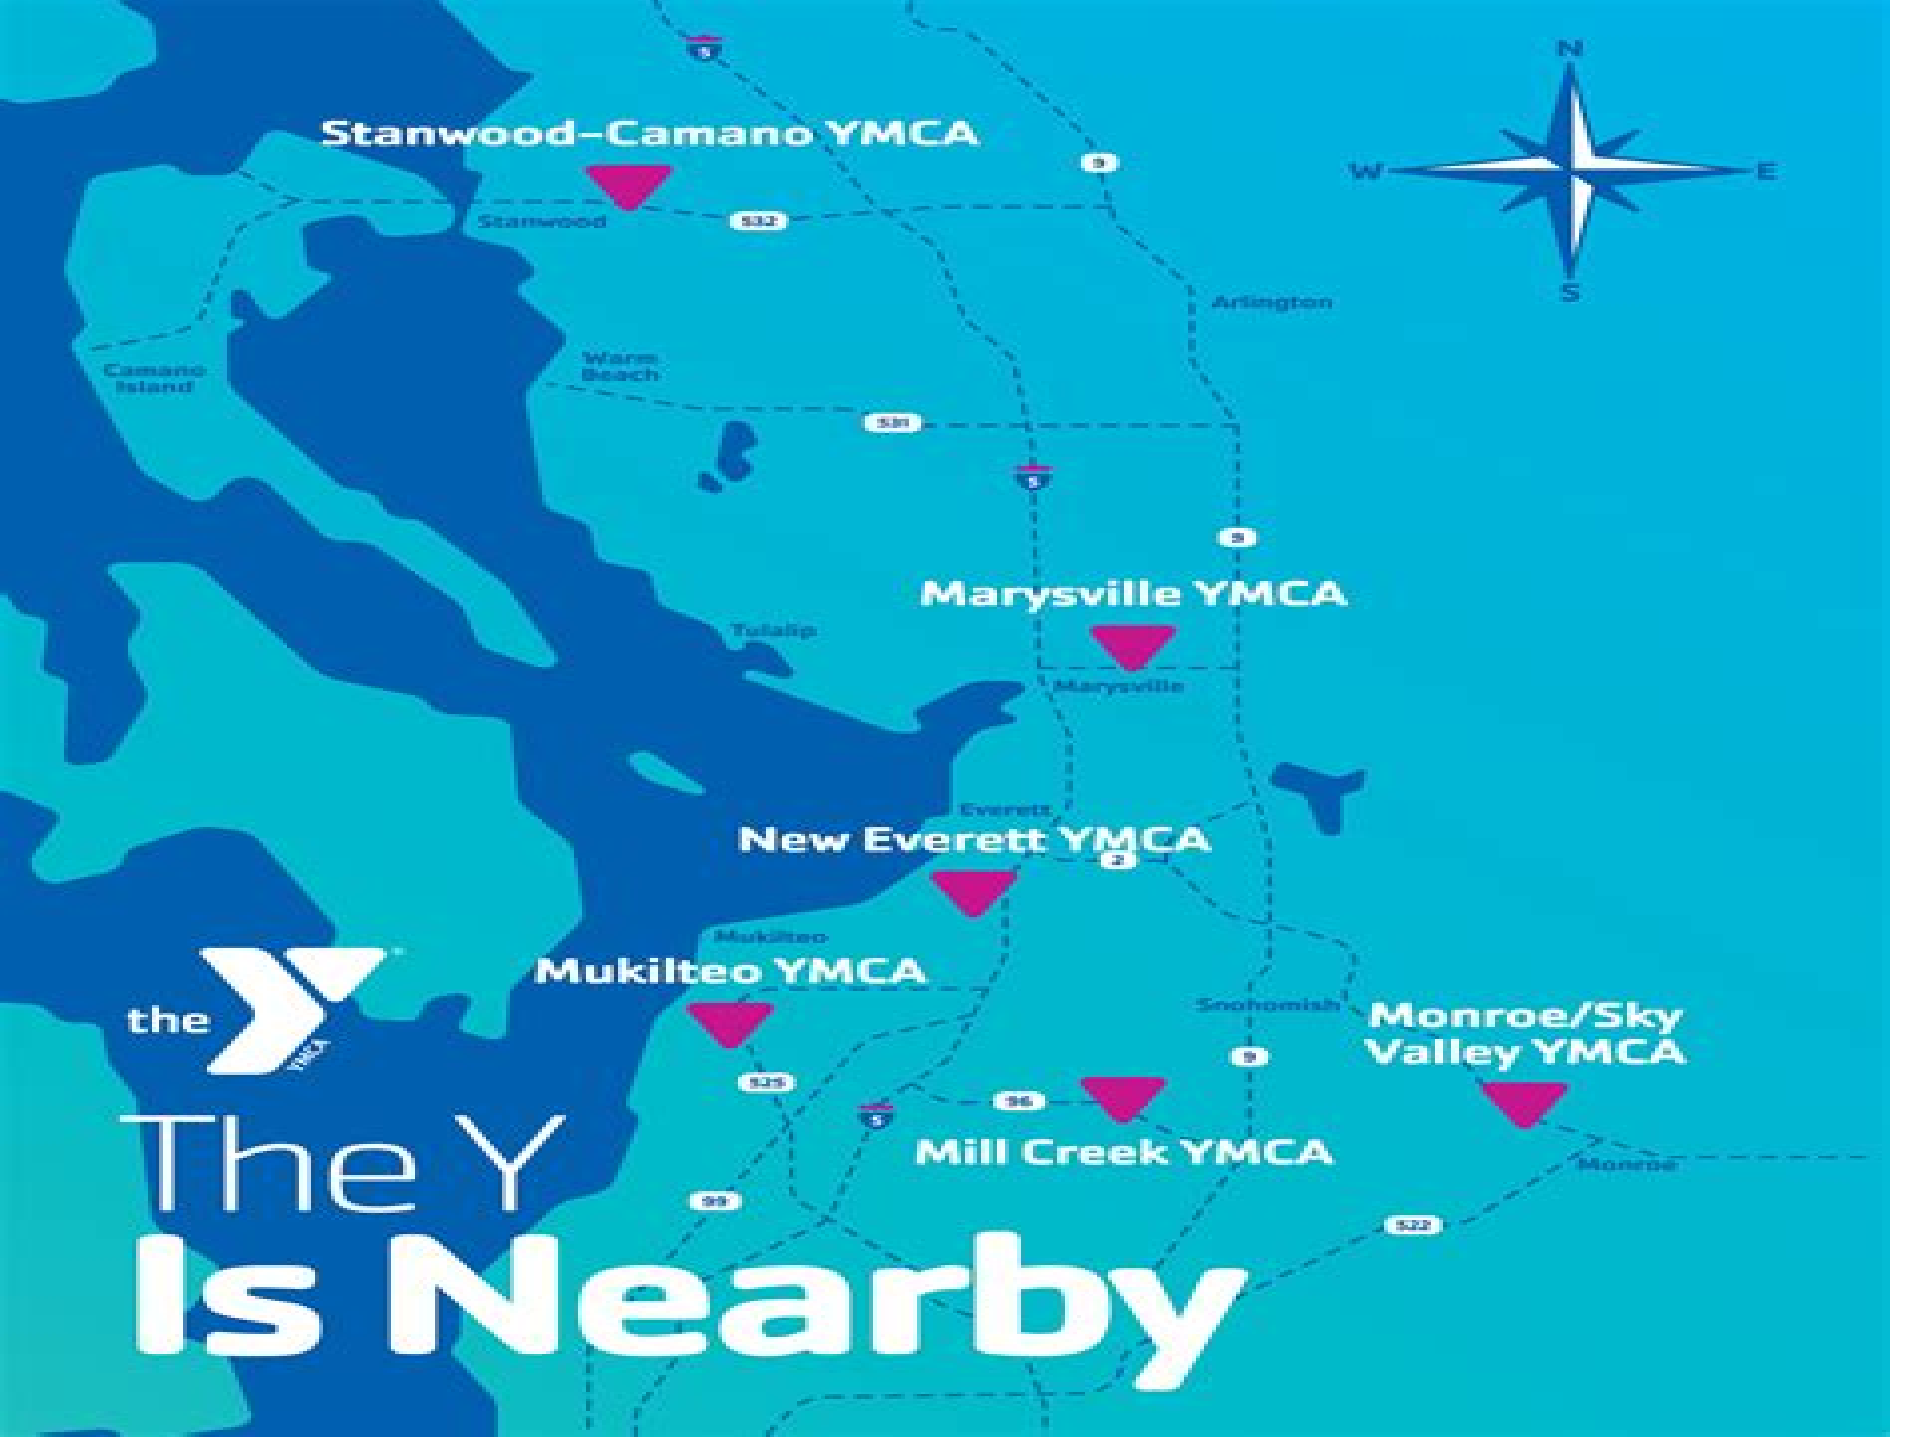 5
N
Stanwood–Camano YMCA
9
W
E
Stanwood
532
S
Arlington
Warm
Beach
Camano
Island
531
5
9
Marysville YMCA
Tulalip
Marysville
Everett
New Everett YMCA
2
Mukilteo
Mukilteo YMCA
the
YMCA
Snohomish
Monroe/Sky
Valley YMCA
9
525
96
5
Mill Creek YMCA
Monroe
99
522
The Y
Is Nearby